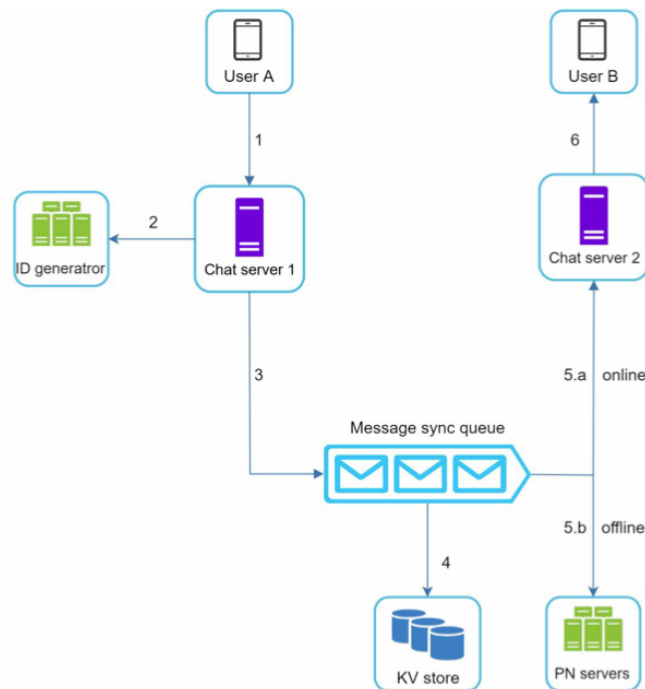 User A
User B
1
6
2
ID generatror
Chat server 1
Chat server 2
3
5.a online
Message sync queue
5.b offline
4
KV store
PN servers